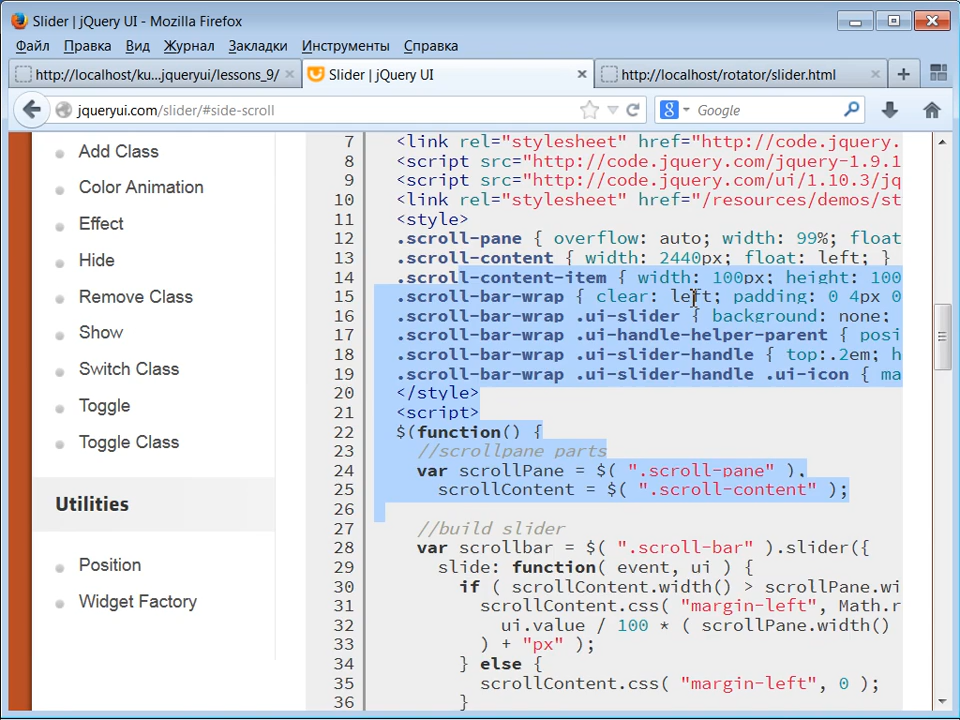 Slider | jQuery UI - Mozilla Firefox
Файл Правка Вид Журнал Закладки Инструменты Справка
http://localhost/ku...jqueryui/lessons_9/ × Slider | jQuery UI × http://localhost/rotator/slider.html × +
jqueryui.com/slider/#side-scroll 8 Google
Add Class
Color Animation
Effect
Hide
Remove Class
Show
Switch Class
Toggle
Toggle Class
Utilities
Position
Widget Factory
7 <link rel="stylesheet" href="http://code.jquery.
8 <script src="http://code.jquery.com/jquery-1.9.1
9 <script src="http://code.jquery.com/ui/1.10.3/jq
10 <link rel="stylesheet" href="/resources/demos/st
11 <style>
12 .scroll-pane { overflow: auto; width: 99%; float
13 .scroll-content { width: 2440px; float: left; }
14 .scroll-content-item { width: 100px; height: 100
15 .scroll-bar-wrap { clear: left; padding: 0 4px 0
16 .scroll-bar-wrap .ui-slider { background: none;
17 .scroll-bar-wrap .ui-handle-helper-parent { posi
18 .scroll-bar-wrap .ui-slider-handle { top:.2em; h
19 .scroll-bar-wrap .ui-slider-handle .ui-icon { ma
20 </style>
21 <script>
22 $(function() {
23 //scrollpane parts
24 var scrollPane = $( ".scroll-pane" ),
25 scrollContent = $( ".scroll-content" );
26
27 //build slider
28 var scrollbar = $( ".scroll-bar" ).slider({
29 slide: function( event, ui ) {
30 if ( scrollContent.width() > scrollPane.wi
31 scrollContent.css( "margin-left", Math.r
32 ui.value / 100 * ( scrollPane.width()
33 ) + "px" );
34 } else {
35 scrollContent.css( "margin-left", 0 );
36 }